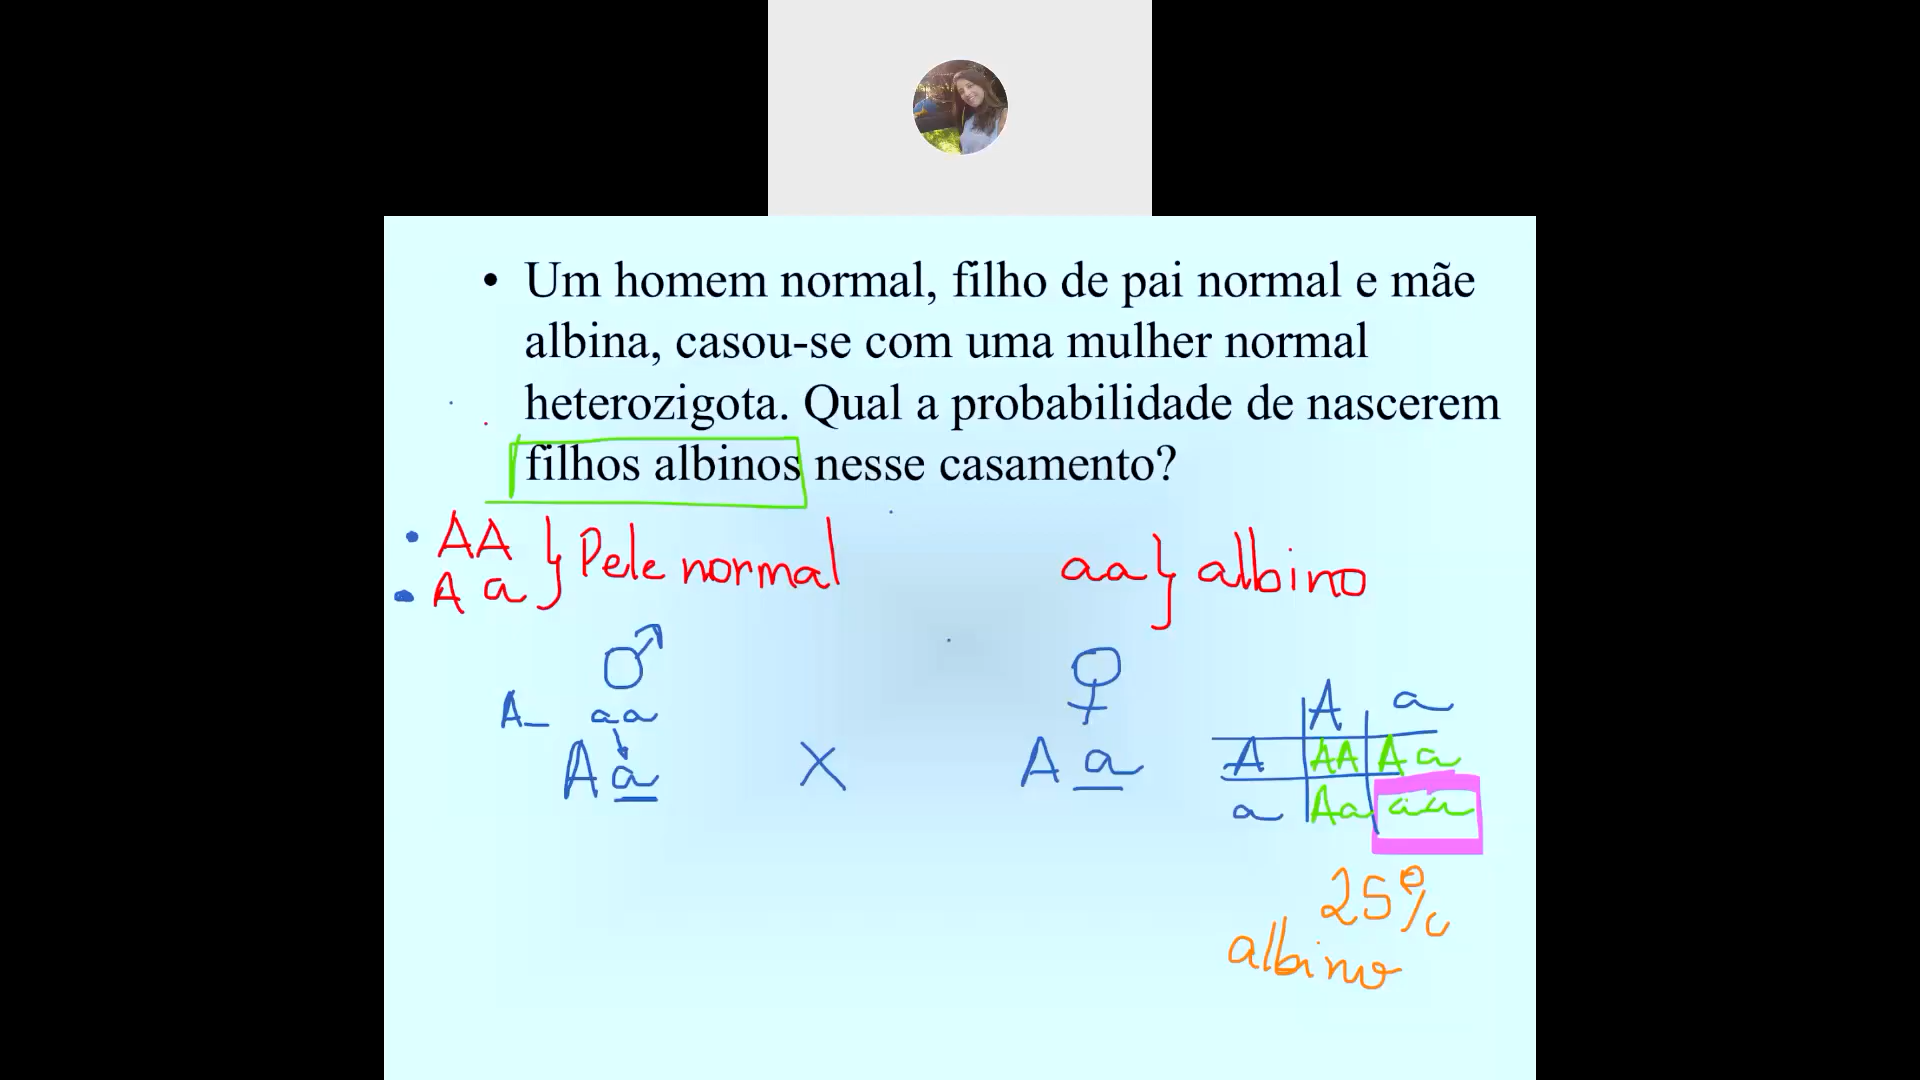 • Um homem normal, filho de pai normal e mãe
albina, casou-se com uma mulher normal
heterozigota. Qual a probabilidade de nascerem
filhos albinos nesse casamento?
• AA } Pele normal
• Aa
aa } albino
♂
♀
A_ aa
Aa X Aa
A a
A AA Aa
a Aa aa
25%
albino